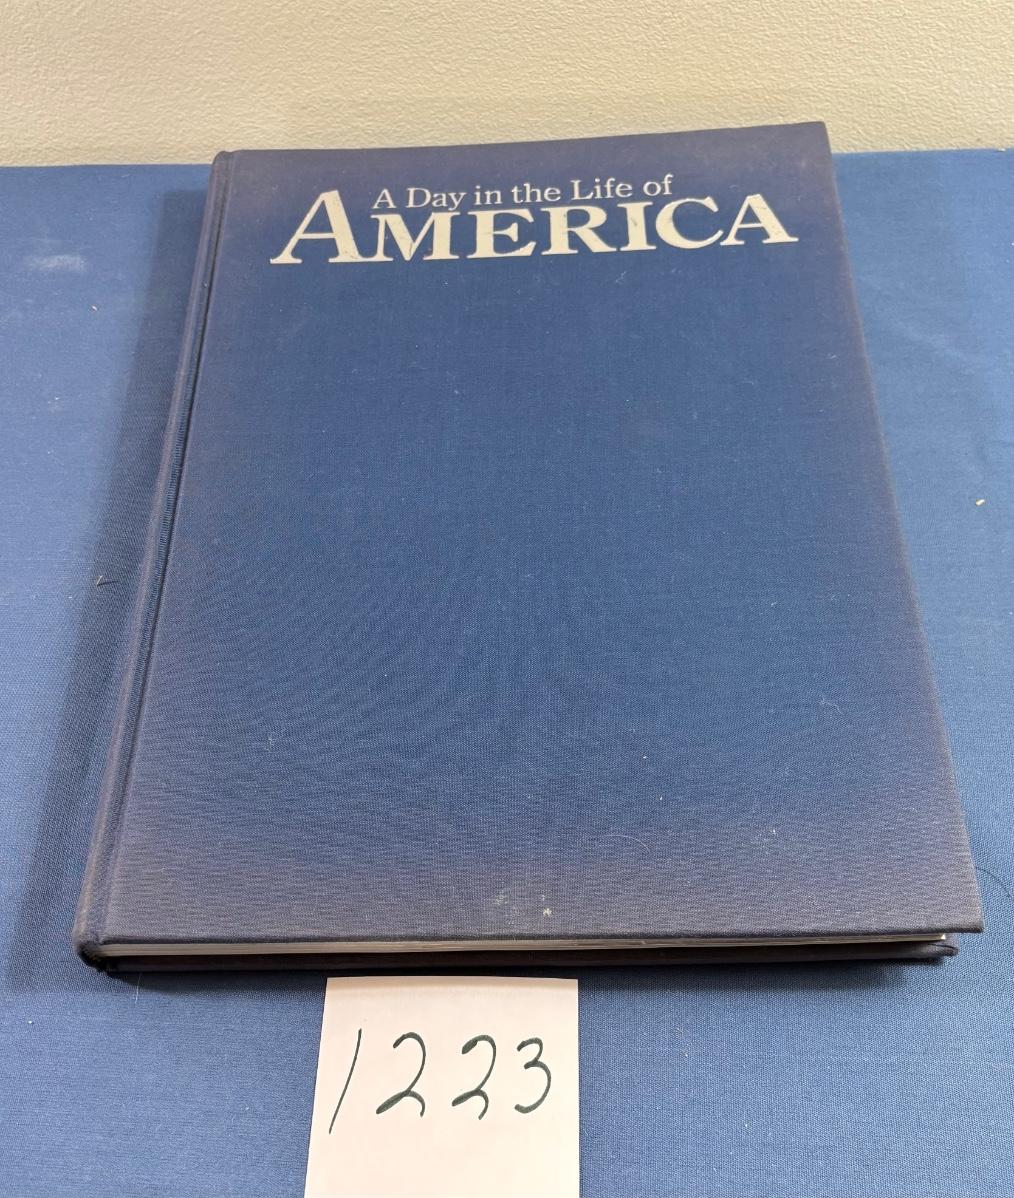 A Day in the Life of
AMERICA
1223